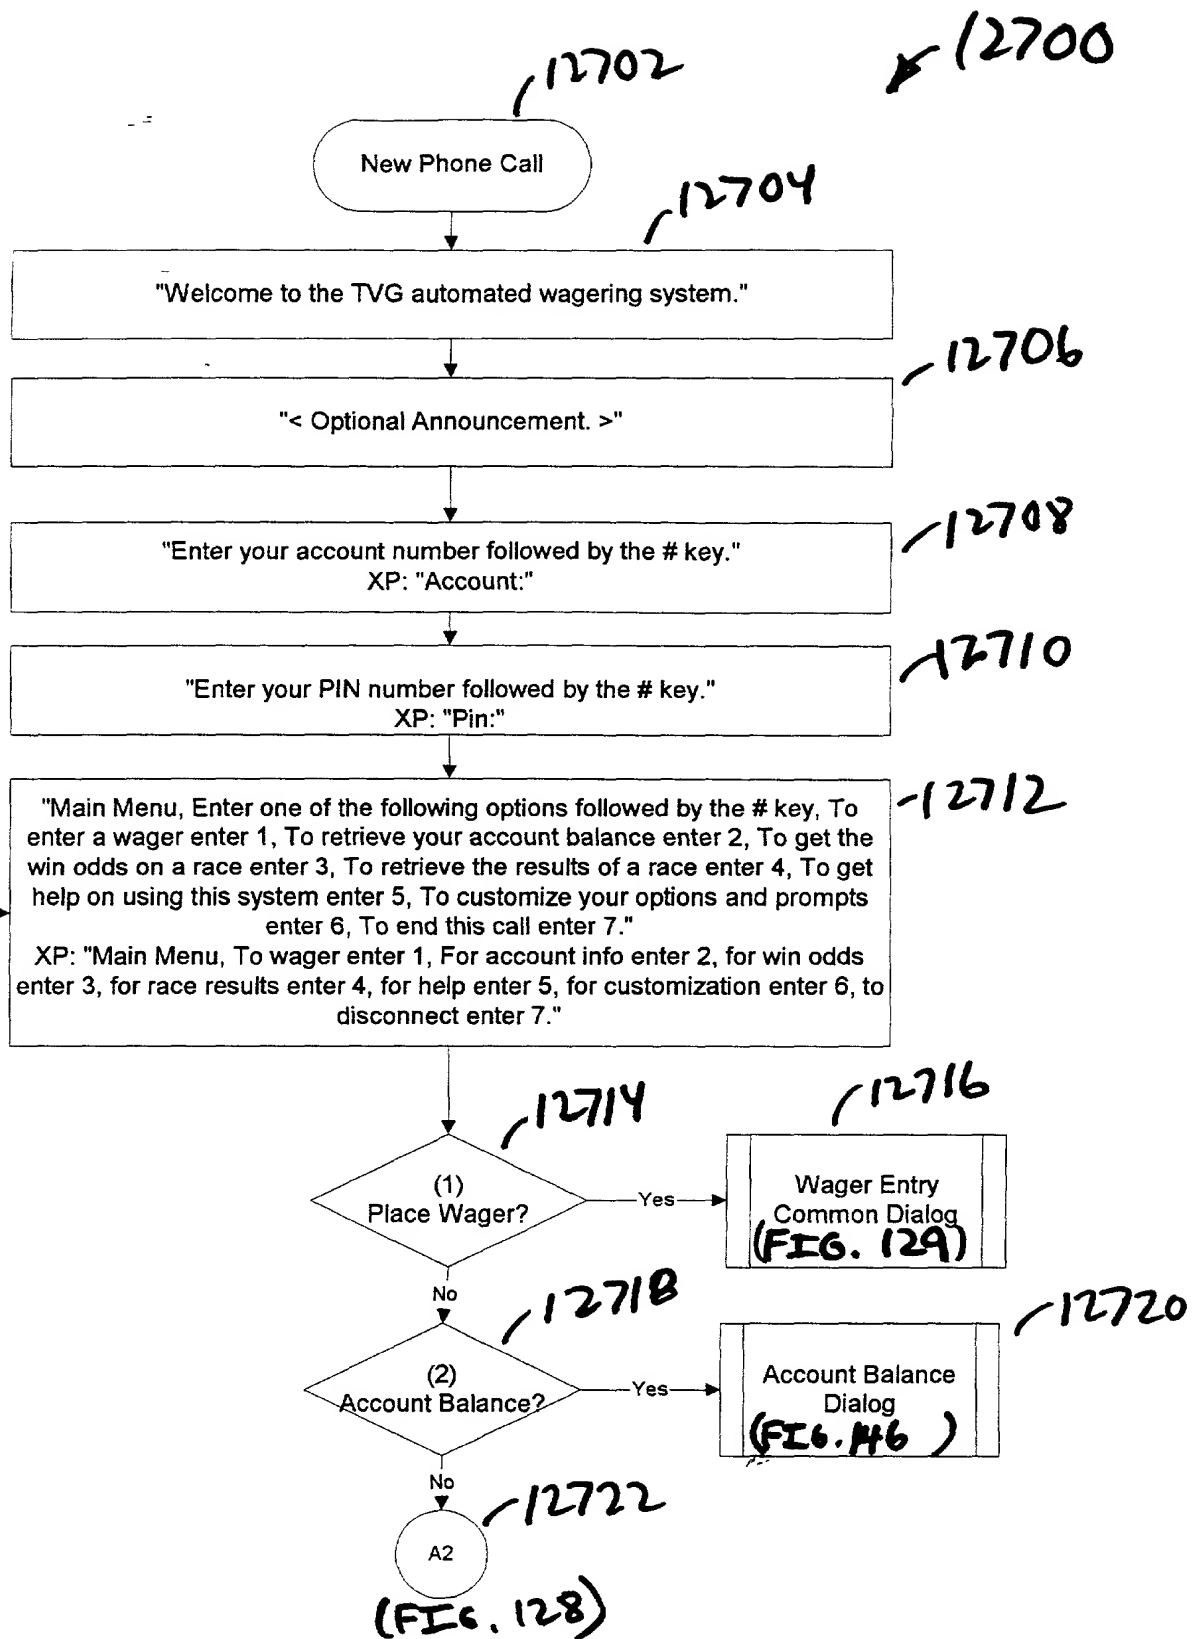 12700
12702
New Phone Call
12704
"Welcome to the TVG automated wagering system."
12706
"< Optional Announcement. >"
12708
"Enter your account number followed by the # key."
XP: "Account:"
12710
"Enter your PIN number followed by the # key."
XP: "Pin:"
12712
"Main Menu, Enter one of the following options followed by the # key, To
enter a wager enter 1, To retrieve your account balance enter 2, To get the
win odds on a race enter 3, To retrieve the results of a race enter 4, To get
help on using this system enter 5, To customize your options and prompts
enter 6, To end this call enter 7."
XP: "Main Menu, To wager enter 1, For account info enter 2, for win odds
enter 3, for race results enter 4, for help enter 5, for customization enter 6, to
disconnect enter 7."
12714
(1)
Place Wager?
Yes
12716
Wager Entry
Common Dialog
(FIG. 129)
No
12718
(2)
Account Balance?
Yes
12720
Account Balance
Dialog
(FIG. 146 )
No
12722
A2
(FIG. 128)